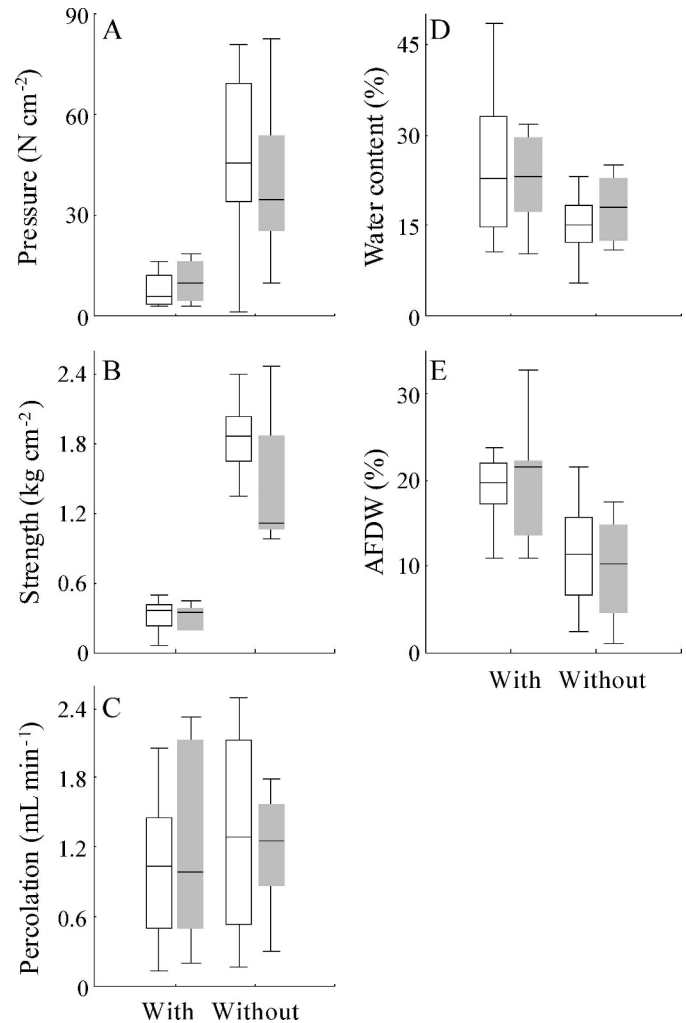 A
Pressure (N cm⁻²)
90
60
30
0
B
Strength (kg cm⁻²)
2.4
1.8
1.2
0.6
0
C
Percolation (mL min⁻¹)
2.4
1.8
1.2
0.6
0
With Without
D
Water content (%)
45
30
15
0
E
AFDW (%)
30
20
10
0
With Without